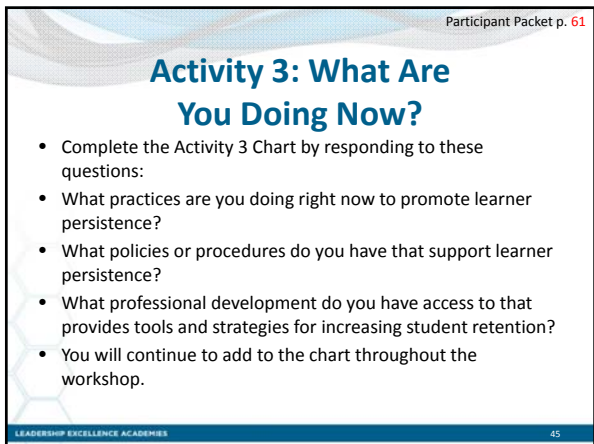 Participant Packet p. 61
Activity 3: What Are
You Doing Now?
• Complete the Activity 3 Chart by responding to these
questions:
• What practices are you doing right now to promote learner
persistence?
• What policies or procedures do you have that support learner
persistence?
• What professional development do you have access to that
provides tools and strategies for increasing student retention?
• You will continue to add to the chart throughout the
workshop.
LEADERSHIP EXCELLENCE ACADEMIES 45